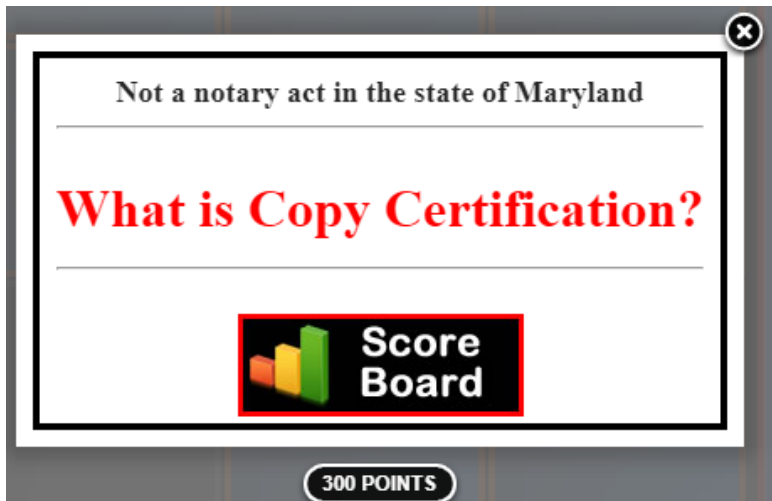 Not a notary act in the state of Maryland
What is Copy Certification?
Score
Board
300 POINTS